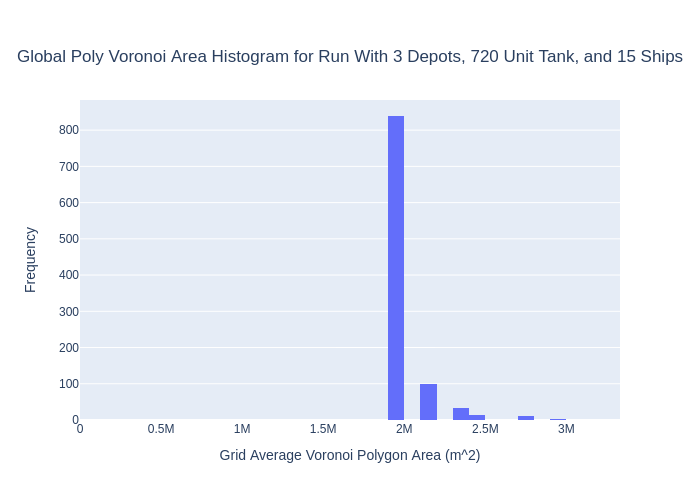 Global Poly Voronoi Area Histogram for Run With 3 Depots, 720 Unit Tank, and 15 Ships
800
700
600
500
400
300
200
100
0
Frequency
0 0.5M 1M 1.5M 2M 2.5M 3M
Grid Average Voronoi Polygon Area (m^2)